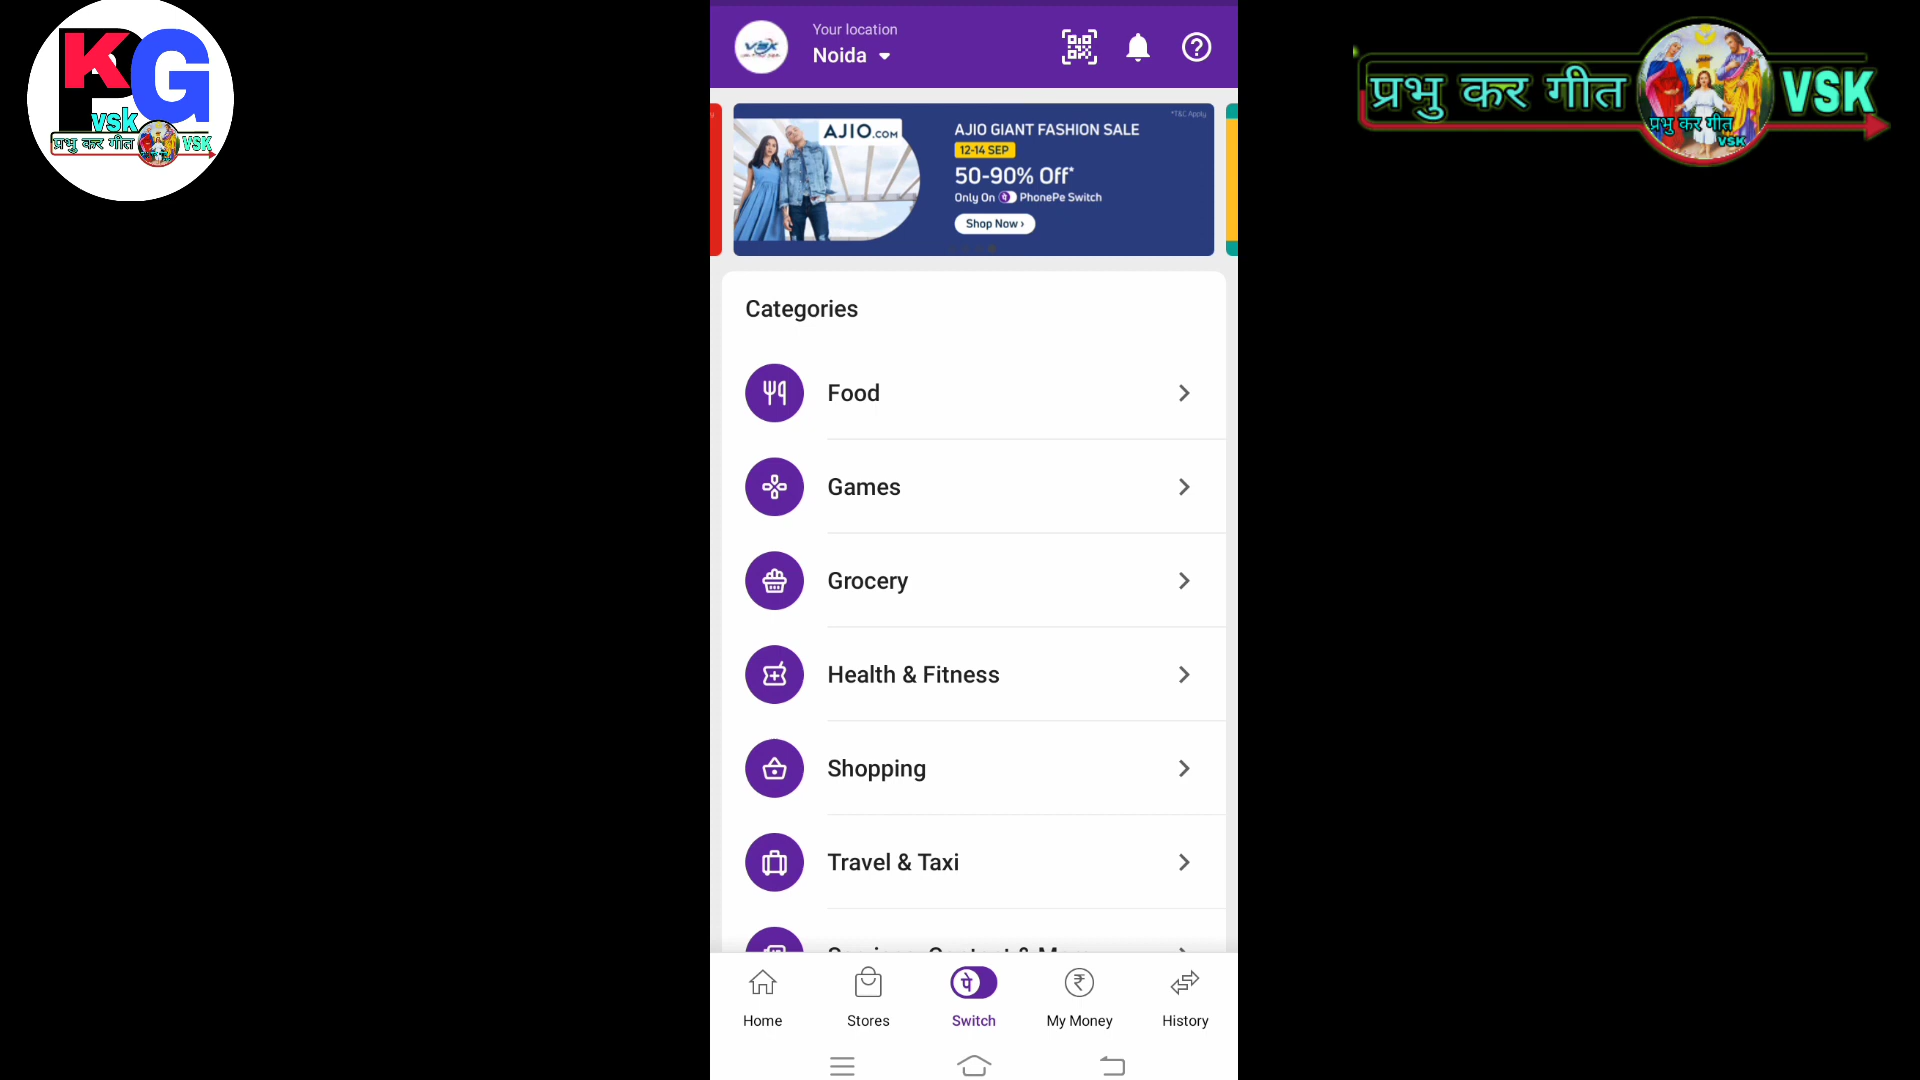 KPG
vsk
प्रभु कर गीत VSK
Your location
Noida
*T&C Apply
AJIO.COM
AJIO GIANT FASHION SALE
12-14 SEP
50-90% Off*
Only On पे PhonePe Switch
Shop Now ›
Categories
Food
Games
Grocery
Health & Fitness
Shopping
Travel & Taxi
पे
Home
Stores
Switch
My Money
History
प्रभु कर गीत VSK
प्रभु कर गीत
VSK